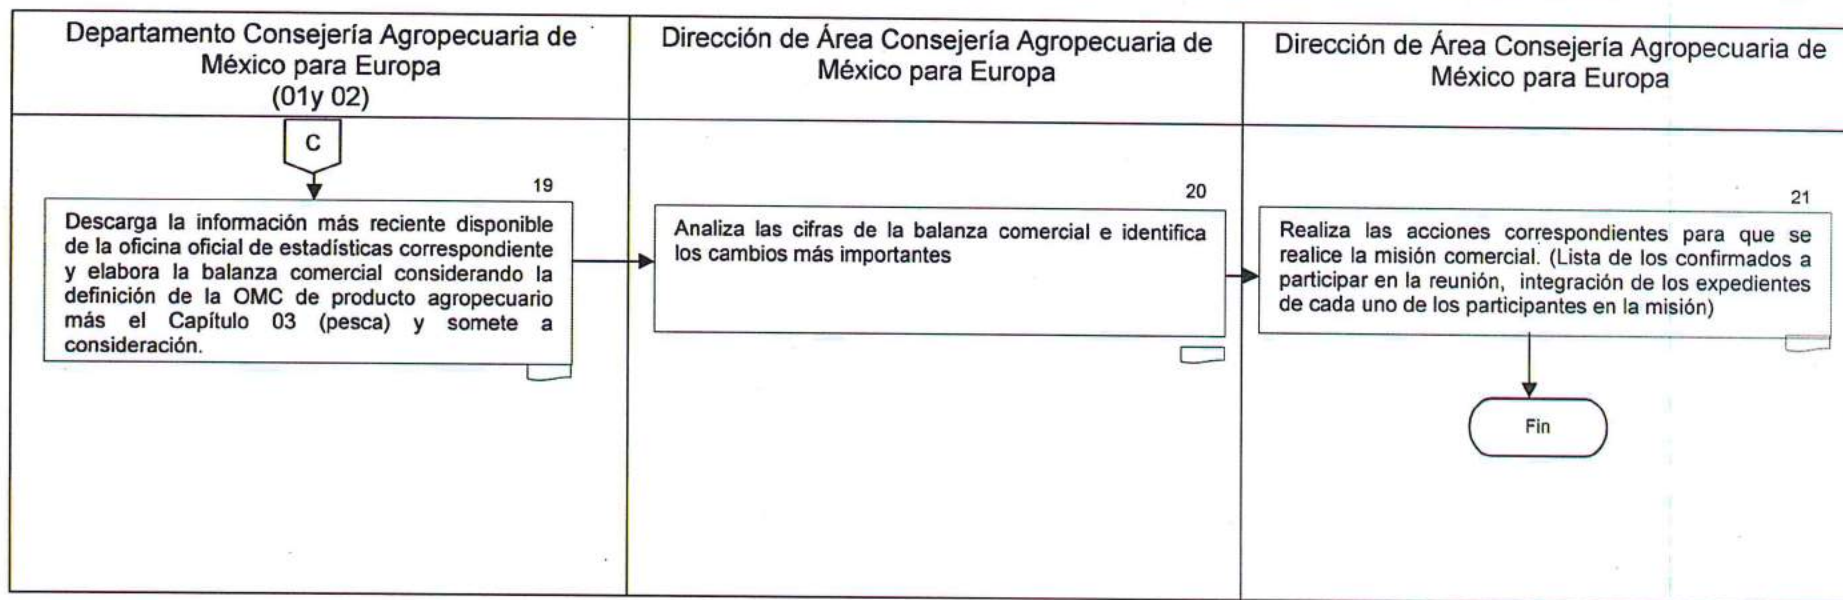 Departamento Consejería Agropecuaria de
México para Europa
(01y 02)
Dirección de Área Consejería Agropecuaria de
México para Europa
Dirección de Área Consejería Agropecuaria de
México para Europa
C
19
Descarga la información más reciente disponible
de la oficina oficial de estadísticas correspondiente
y elabora la balanza comercial considerando la
definición de la OMC de producto agropecuario
más el Capítulo 03 (pesca) y somete a
consideración.
20
Analiza las cifras de la balanza comercial e identifica
los cambios más importantes
21
Realiza las acciones correspondientes para que se
realice la misión comercial. (Lista de los confirmados a
participar en la reunión, integración de los expedientes
de cada uno de los participantes en la misión)
Fin